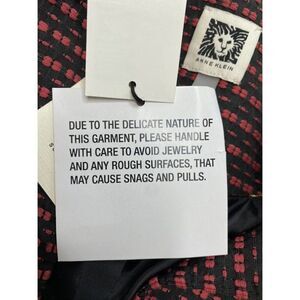 ANNE KLEIN
DUE TO THE DELICATE NATURE OF
THIS GARMENT, PLEASE HANDLE
WITH CARE TO AVOID JEWELRY
AND ANY ROUGH SURFACES, THAT
MAY CAUSE SNAGS AND PULLS.